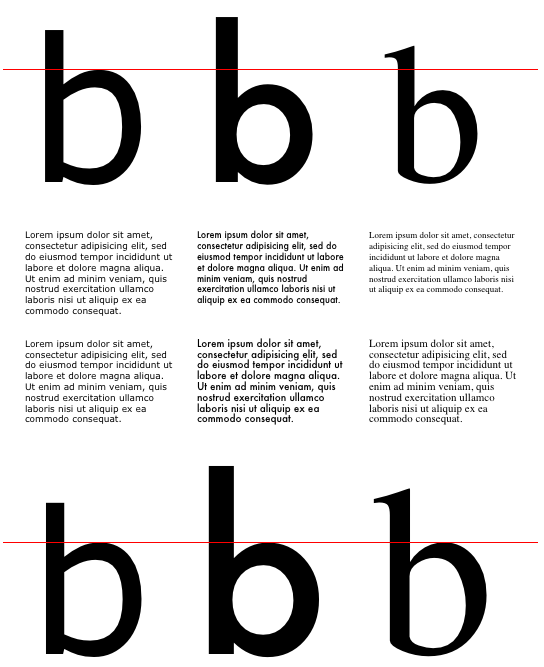 b b b
Lorem ipsum dolor sit amet,
consectetur adipisicing elit, sed
do eiusmod tempor incididunt ut
labore et dolore magna aliqua.
Ut enim ad minim veniam, quis
nostrud exercitation ullamco
laboris nisi ut aliquip ex ea
commodo consequat.
Lorem ipsum dolor sit amet,
consectetur adipisicing elit, sed do
eiusmod tempor incididunt ut labore
et dolore magna aliqua. Ut enim ad
minim veniam, quis nostrud
exercitation ullamco laboris nisi ut
aliquip ex ea commodo consequat.
Lorem ipsum dolor sit amet, consectetur
adipisicing elit, sed do eiusmod tempor
incididunt ut labore et dolore magna
aliqua. Ut enim ad minim veniam, quis
nostrud exercitation ullamco laboris nisi
ut aliquip ex ea commodo consequat.
Lorem ipsum dolor sit amet,
consectetur adipisicing elit, sed
do eiusmod tempor incididunt ut
labore et dolore magna aliqua.
Ut enim ad minim veniam, quis
nostrud exercitation ullamco
laboris nisi ut aliquip ex ea
commodo consequat.
Lorem ipsum dolor sit amet,
consectetur adipisicing elit, sed
do eiusmod tempor incididunt ut
labore et dolore magna aliqua.
Ut enim ad minim veniam, quis
nostrud exercitation ullamco
laboris nisi ut aliquip ex ea
commodo consequat.
Lorem ipsum dolor sit amet,
consectetur adipisicing elit, sed
do eiusmod tempor incididunt ut
labore et dolore magna aliqua. Ut
enim ad minim veniam, quis
nostrud exercitation ullamco
laboris nisi ut aliquip ex ea
commodo consequat.
b b b